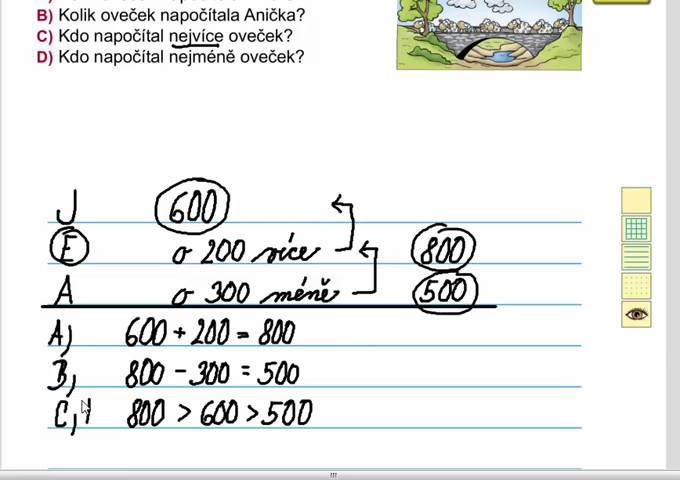 B) Kolik oveček napočítala Anička?
C) Kdo napočítal nejvíce oveček?
D) Kdo napočítal nejméně oveček?
J 600
E o 200 více 800
A o 300 méně 500
A) 600 + 200 = 800
B) 800 - 300 = 500
C) 800 > 600 > 500